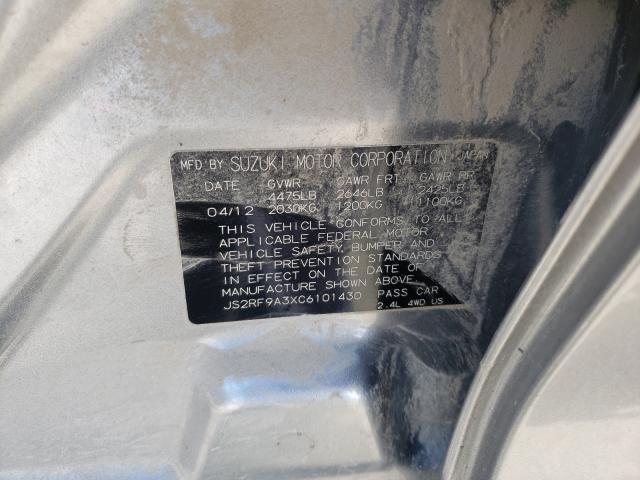 MFD BY SUZUKI MOTOR CORPORATION JAPAN
DATE GVWR GAWR FRT GAWR RR
4475LB 2646LB 2425LB
04/12 2030KG 1200KG 1100KG
THIS VEHICLE CONFORMS TO ALL
APPLICABLE FEDERAL MOTOR
VEHICLE SAFETY, BUMPER AND
THEFT PREVENTION STANDARDS
IN EFFECT ON THE DATE OF
MANUFACTURE SHOWN ABOVE.
JS2RF9A3XC6101430 PASS CAR
2.4L 4WD US